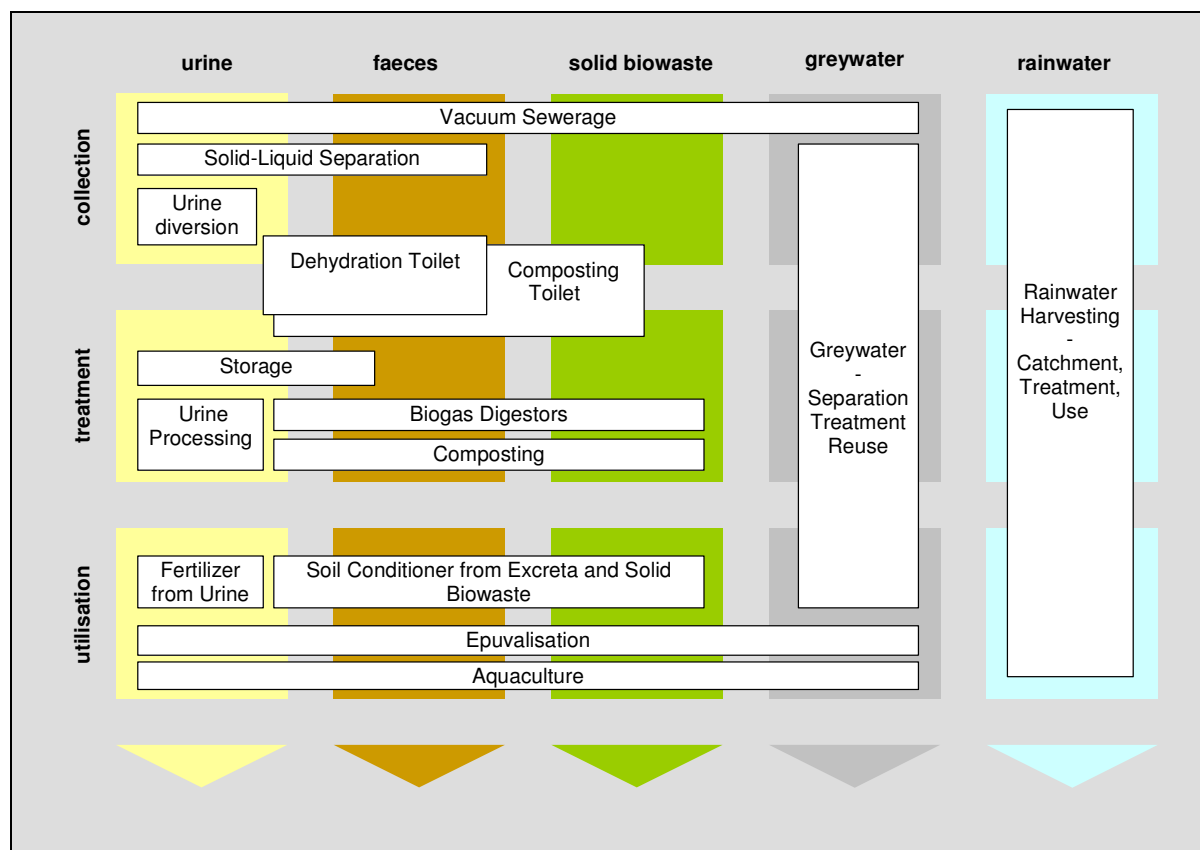 urine
faeces
solid biowaste
greywater
rainwater
collection
Vacuum Sewerage
Solid-Liquid Separation
Urine
diversion
Dehydration Toilet
Composting
Toilet
treatment
Storage
Urine
Processing
Biogas Digestors
Composting
Greywater
-
Separation
Treatment
Reuse
Rainwater
Harvesting
-
Catchment,
Treatment,
Use
utilisation
Fertilizer
from Urine
Soil Conditioner from Excreta and Solid
Biowaste
Epuvalisation
Aquaculture